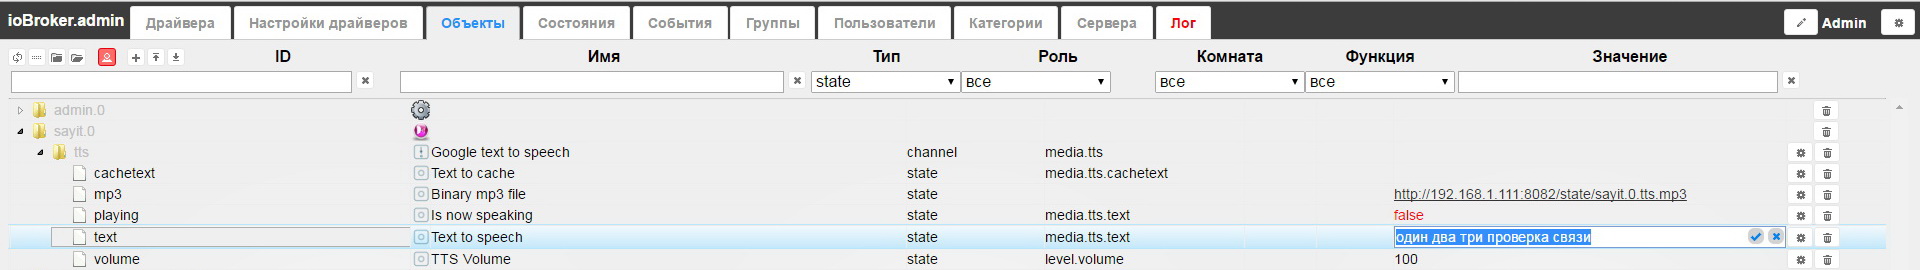 ioBroker.admin Драйвера Настройки драйверов Объекты Состояния События Группы Пользователи Категории Сервера Лог Admin
ID Имя Тип Роль Комната Функция Значение
state все все все
admin.0
sayit.0
tts Google text to speech channel media.tts
cachetext Text to cache state media.tts.cachetext
mp3 Binary mp3 file state http://192.168.1.111:8082/state/sayit.0.tts.mp3
playing Is now speaking state media.tts.text false
text Text to speech state media.tts.text один два три проверка связи
volume TTS Volume state level.volume 100